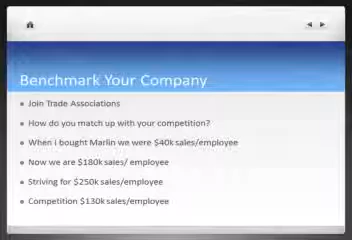 Benchmark Your Company
Join Trade Associations
How do you match up with your competition?
When i bought Marlin we were $40k sales/employee
Now we are $180k sales/ employee
Striving for $250k sales/employee
Competition $130k sales/employee